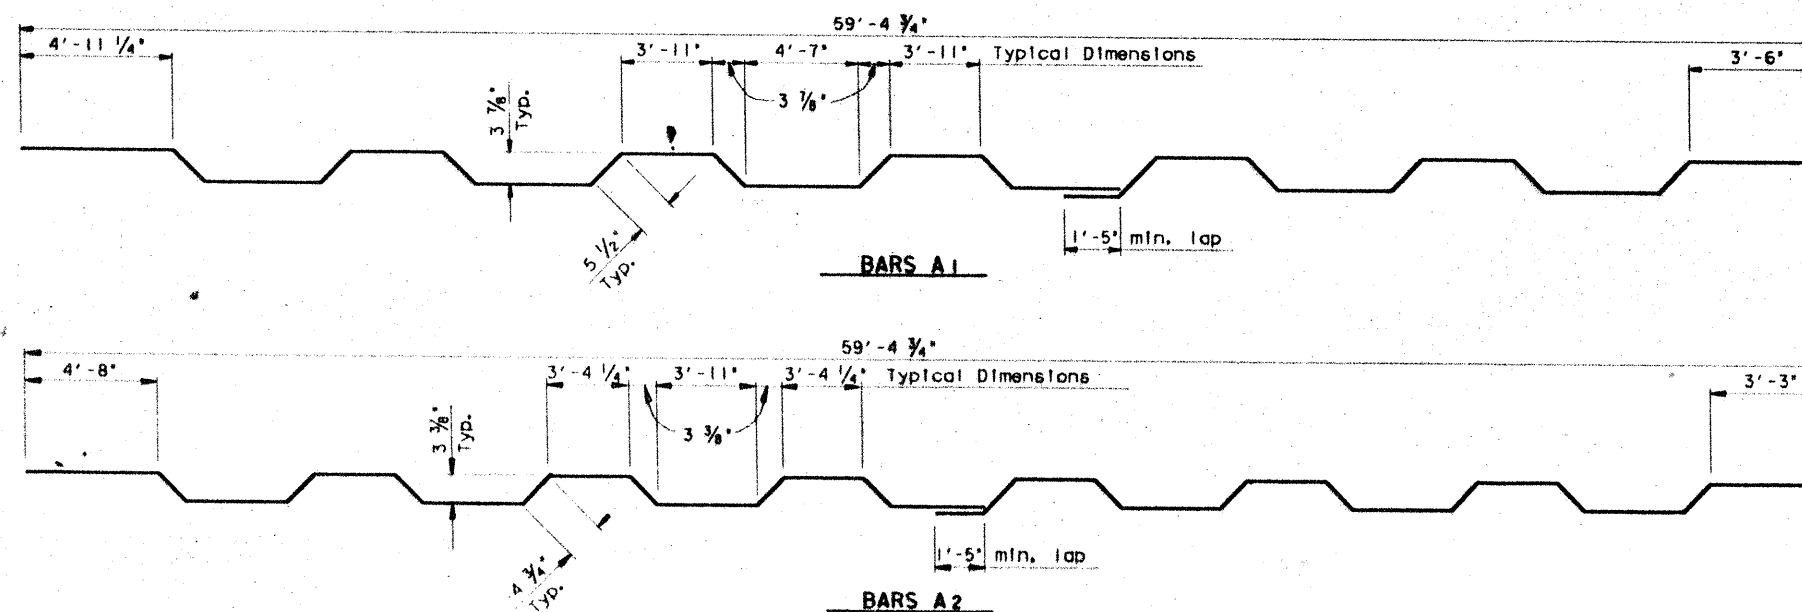 59'-4 3/4"
4'-11 1/4" 3'-11" 4'-7" 3'-11" Typical Dimensions 3'-6"
3 7/8"
Typ.
3 7/8"
5 1/2"
Typ.
1'-5" min. lap
BARS A1
59'-4 3/4"
4'-8" 3'-4 1/4" 3'-11" 3'-4 1/4" Typical Dimensions 3'-3"
3 3/8"
Typ.
3 3/8"
4 3/4"
Typ.
1'-5" min. lap
BARS A2